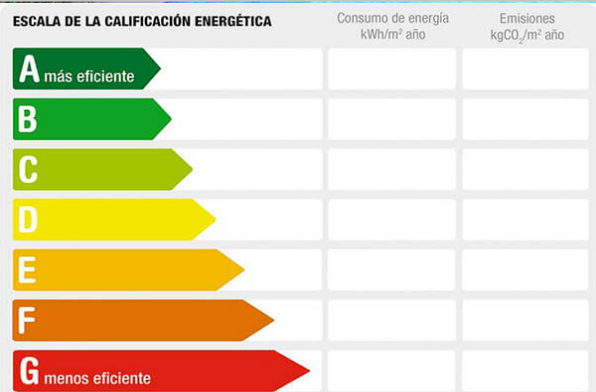 ESCALA DE LA CALIFICACIÓN ENERGÉTICA
Consumo de energía
kWh/m² año
Emisiones
kgCO₂/m² año
A más eficiente
B
C
D
E
F
G menos eficiente